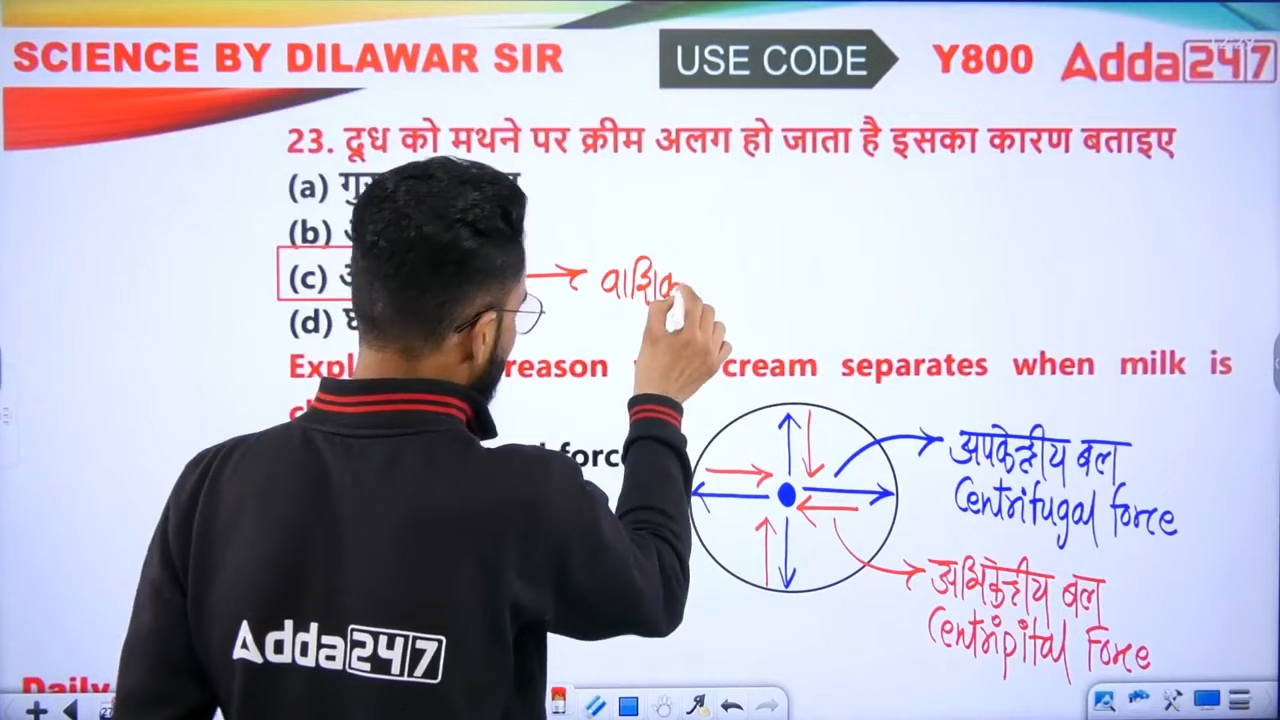 SCIENCE BY DILAWAR SIR
USE CODE
Y800
Adda247
23. दूध को मथने पर क्रीम अलग हो जाता है इसका कारण बताइए
(a)
(b)
(c)
(d)
reason cream separates when milk is
अपकेन्द्रीय बल
Centrifugal force
अभिकेन्द्रीय बल
Centripital Force
Adda247
Daily